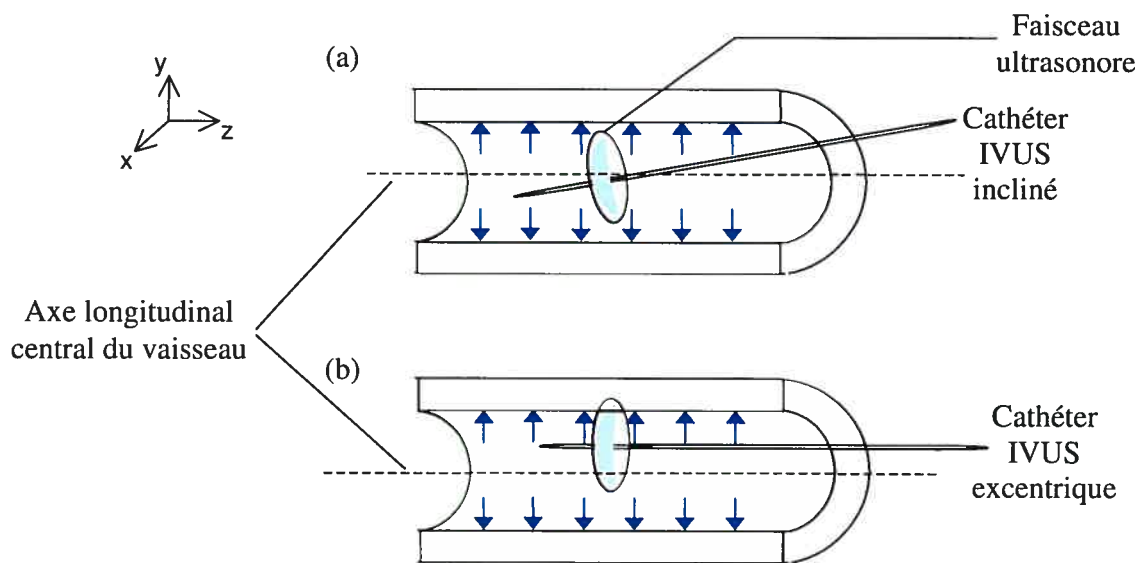 (a)
Faisceau
ultrasonore
y
z
x
Cathéter
IVUS
incliné
Axe longitudinal
central du vaisseau
(b)
Cathéter
IVUS
excentrique